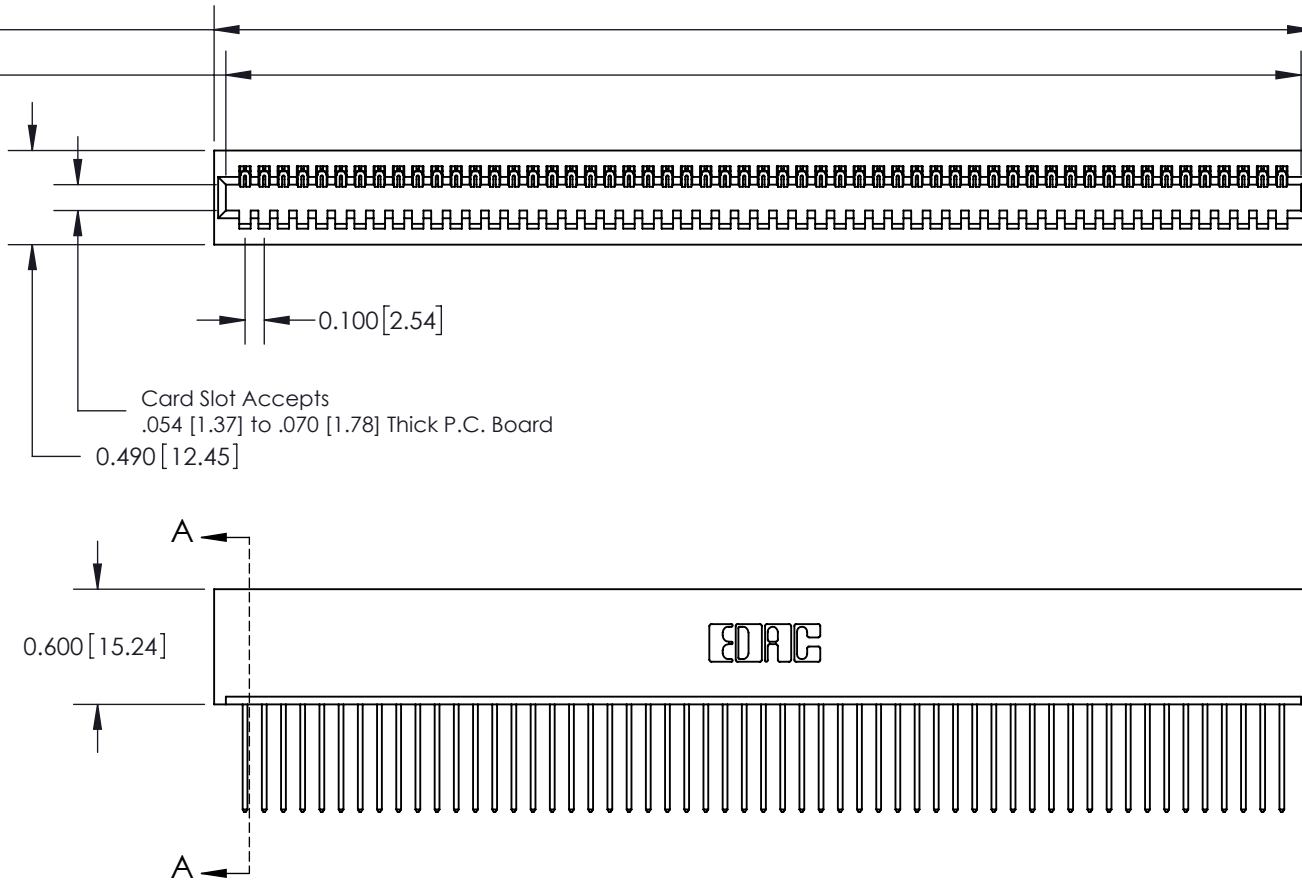 0.100[2.54]
Card Slot Accepts
.054 [1.37] to .070 [1.78] Thick P.C. Board
0.490[12.45]
A
0.600[15.24]
EDAC
A